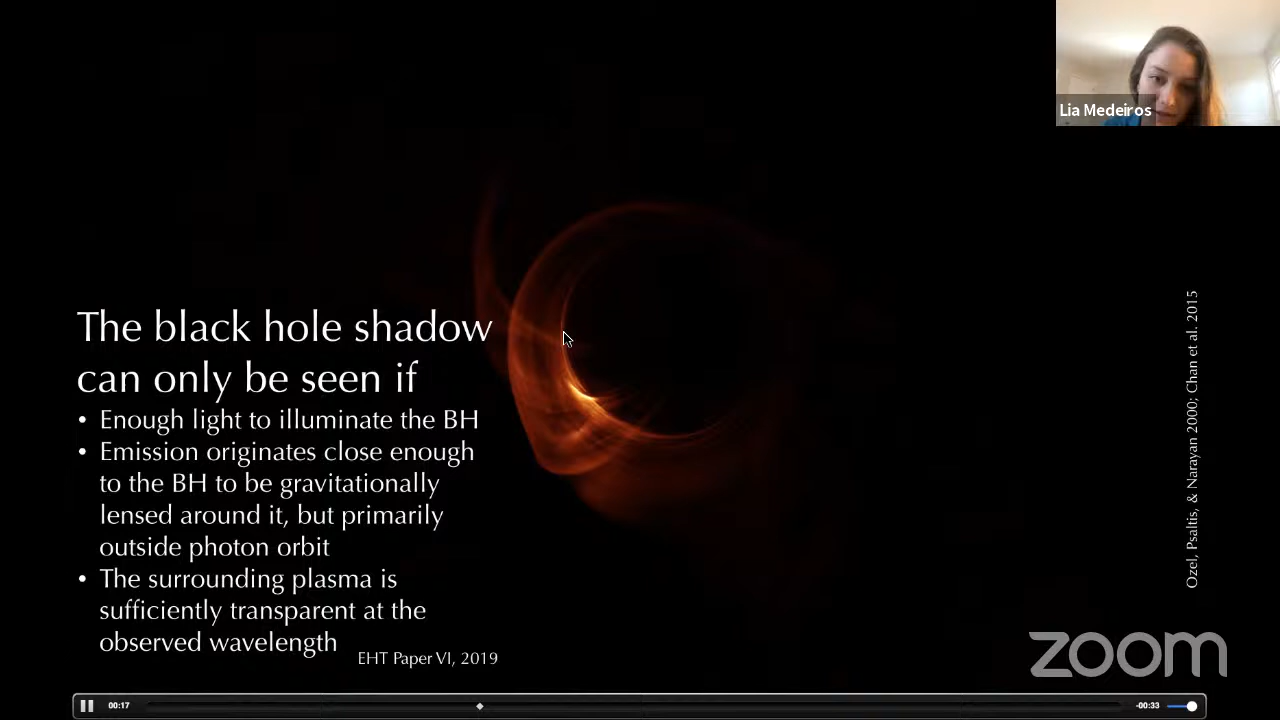 Lia Medeiros
The black hole shadow
can only be seen if
• Enough light to illuminate the BH
• Emission originates close enough
to the BH to be gravitationally
lensed around it, but primarily
outside photon orbit
• The surrounding plasma is
sufficiently transparent at the
observed wavelength
EHT Paper VI, 2019
Ozel, Psaltis, & Narayan 2000; Chan et al. 2015
zoom
00:17
-00:33